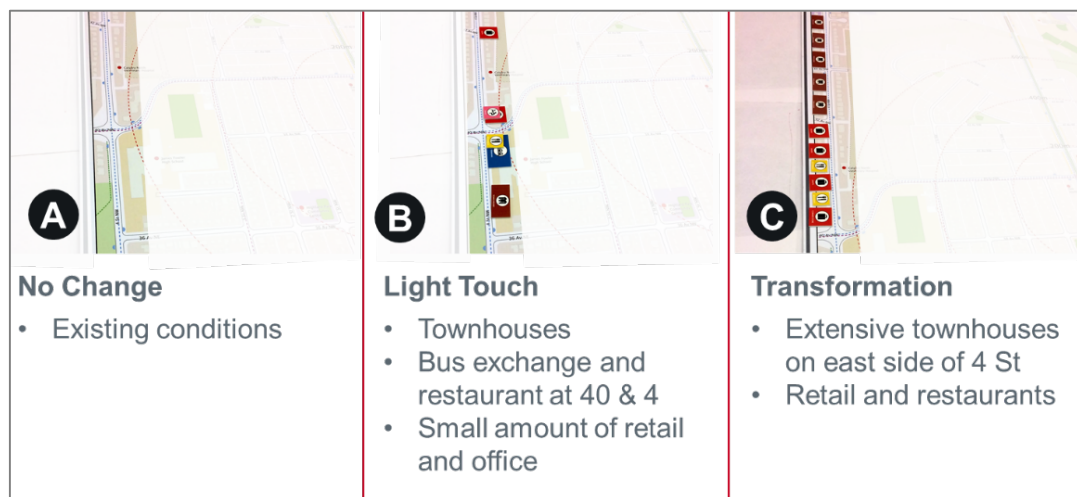 A
B
C
No Change
• Existing conditions
Light Touch
• Townhouses
• Bus exchange and
restaurant at 40 & 4
• Small amount of retail
and office
Transformation
• Extensive townhouses
on east side of 4 St
• Retail and restaurants